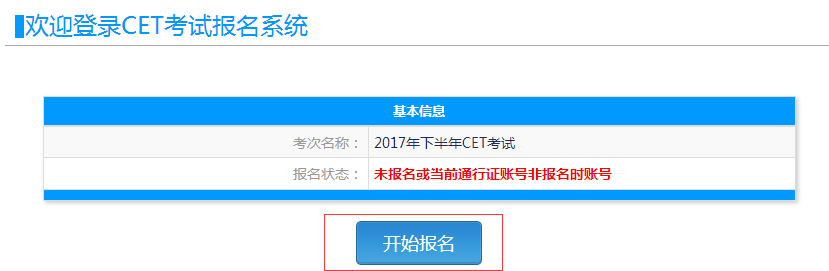 欢迎登录CET考试报名系统
基本信息
考次名称： 2017年下半年CET考试
报名状态： 未报名或当前通行证账号非报名时账号
开始报名